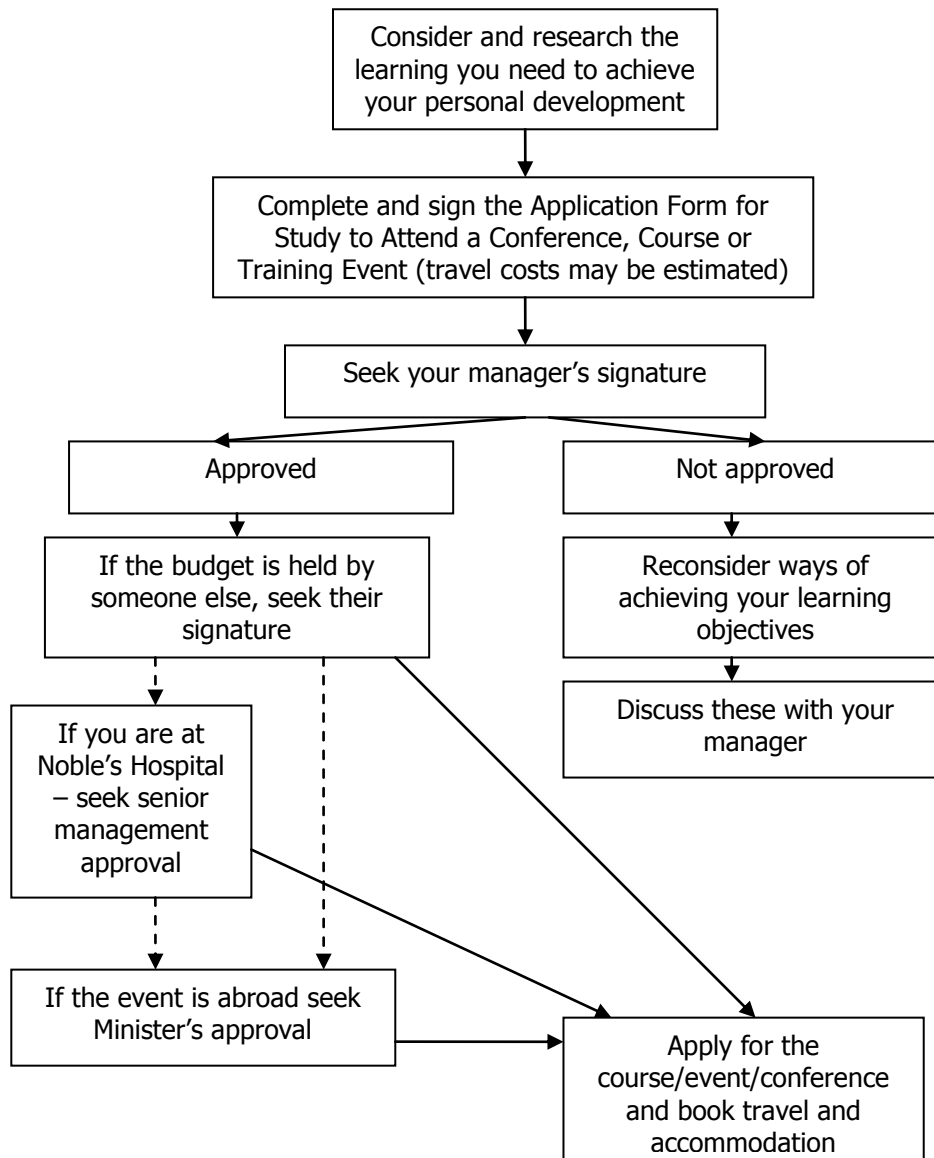 Consider and research the
learning you need to achieve
your personal development
Complete and sign the Application Form for
Study to Attend a Conference, Course or
Training Event (travel costs may be estimated)
Seek your manager’s signature
Approved
Not approved
If the budget is held by
someone else, seek their
signature
Reconsider ways of
achieving your learning
objectives
If you are at
Noble’s Hospital
– seek senior
management
approval
Discuss these with your
manager
If the event is abroad seek
Minister’s approval
Apply for the
course/event/conference
and book travel and
accommodation